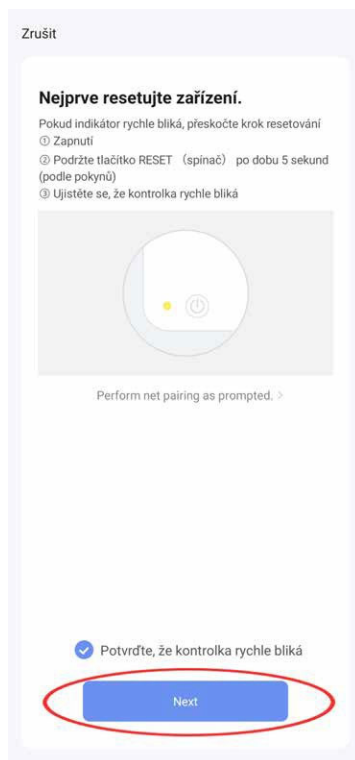 Zrušit
Nejprve resetujte zařízení.
Pokud indikátor rychle bliká, přeskočte krok resetování
① Zapnutí
② Podržte tlačítko RESET （spínač） po dobu 5 sekund
(podle pokynů)
③ Ujistěte se, že kontrolka rychle bliká
Perform net pairing as prompted. >
Potvrďte, že kontrolka rychle bliká
Next